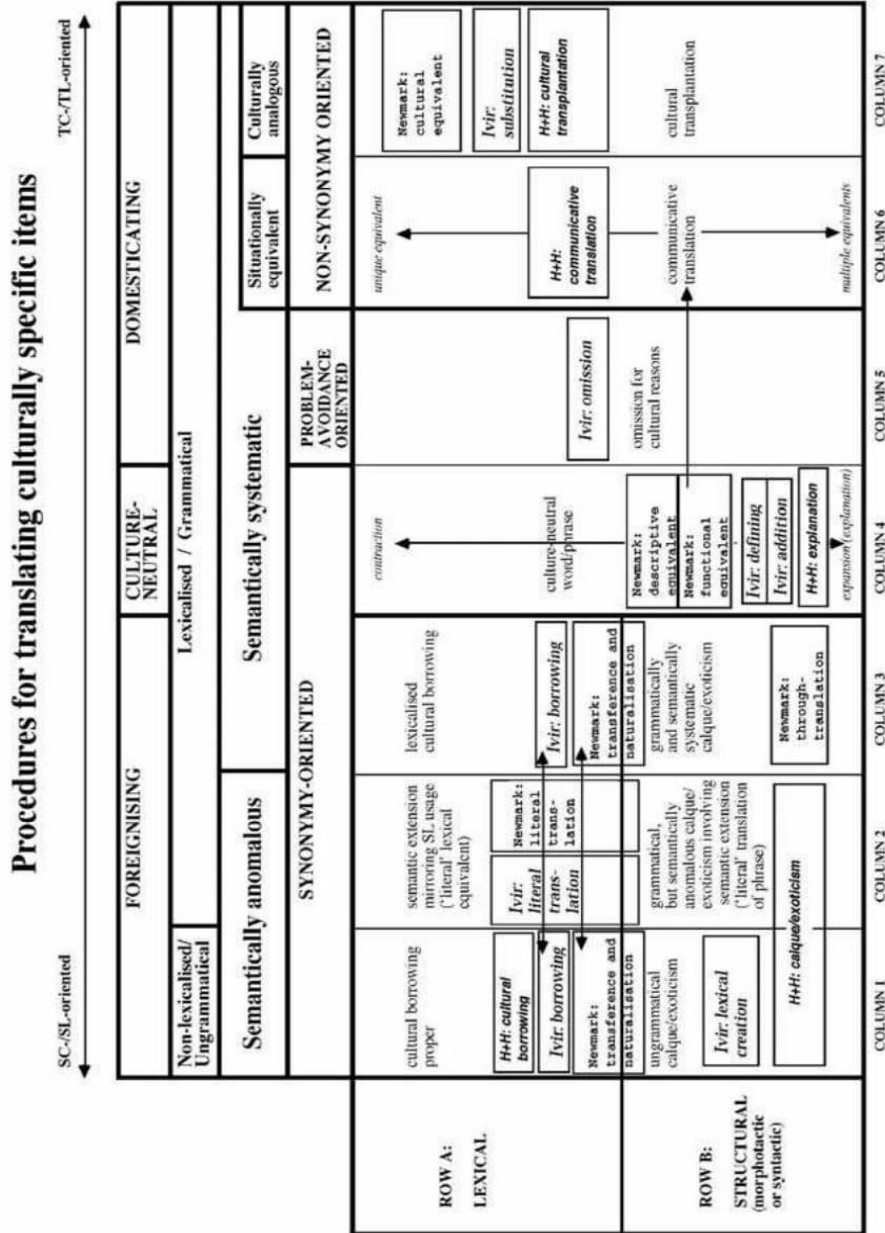 Procedures for translating culturally specific items
SC-/SL-oriented
TC-/TL-oriented
FOREIGNISING
CULTURE-
NEUTRAL
DOMESTICATING
Non-lexicalised/
Ungrammatical
Lexicalised / Grammatical
Semantically anomalous
Semantically systematic
Situationally
equivalent
Culturally
analogous
SYNONYMY-ORIENTED
PROBLEM-
AVOIDANCE
ORIENTED
NON-SYNONYMY ORIENTED
ROW A:
LEXICAL
cultural borrowing
proper
H+H: cultural
borrowing
Ivir: borrowing
Newmark:
transference and
naturalisation
semantic extension
mirroring SL usage
('literal' lexical
equivalent)
Ivir:
literal
trans-
lation
Newmark:
literal
trans-
lation
lexicalised
cultural borrowing
Ivir: borrowing
Newmark:
transference and
naturalisation
contraction
culture-neutral
word/phrase
Newmark:
descriptive
equivalent
Newmark:
functional
equivalent
Ivir: defining
Ivir: addition
H+H: explanation
expansion (explanation)
Ivir: omission
omission for
cultural reasons
unique equivalent
H+H:
communicative
translation
communicative
translation
multiple equivalents
Newmark:
cultural
equivalent
Ivir:
substitution
H+H: cultural
transplantation
cultural
transplantation
ROW B:
STRUCTURAL
(morphotactic
or syntactic)
ungrammatical
calque/exoticism
Ivir: lexical
creation
grammatical,
but semantically
anomalous calque/
exoticism involving
semantic extension
('literal' translation
of phrase)
H+H: calque/exoticism
grammatically
and semantically
systematic
calque/exoticism
Newmark:
through-
translation
COLUMN 1
COLUMN 2
COLUMN 3
COLUMN 4
COLUMN 5
COLUMN 6
COLUMN 7